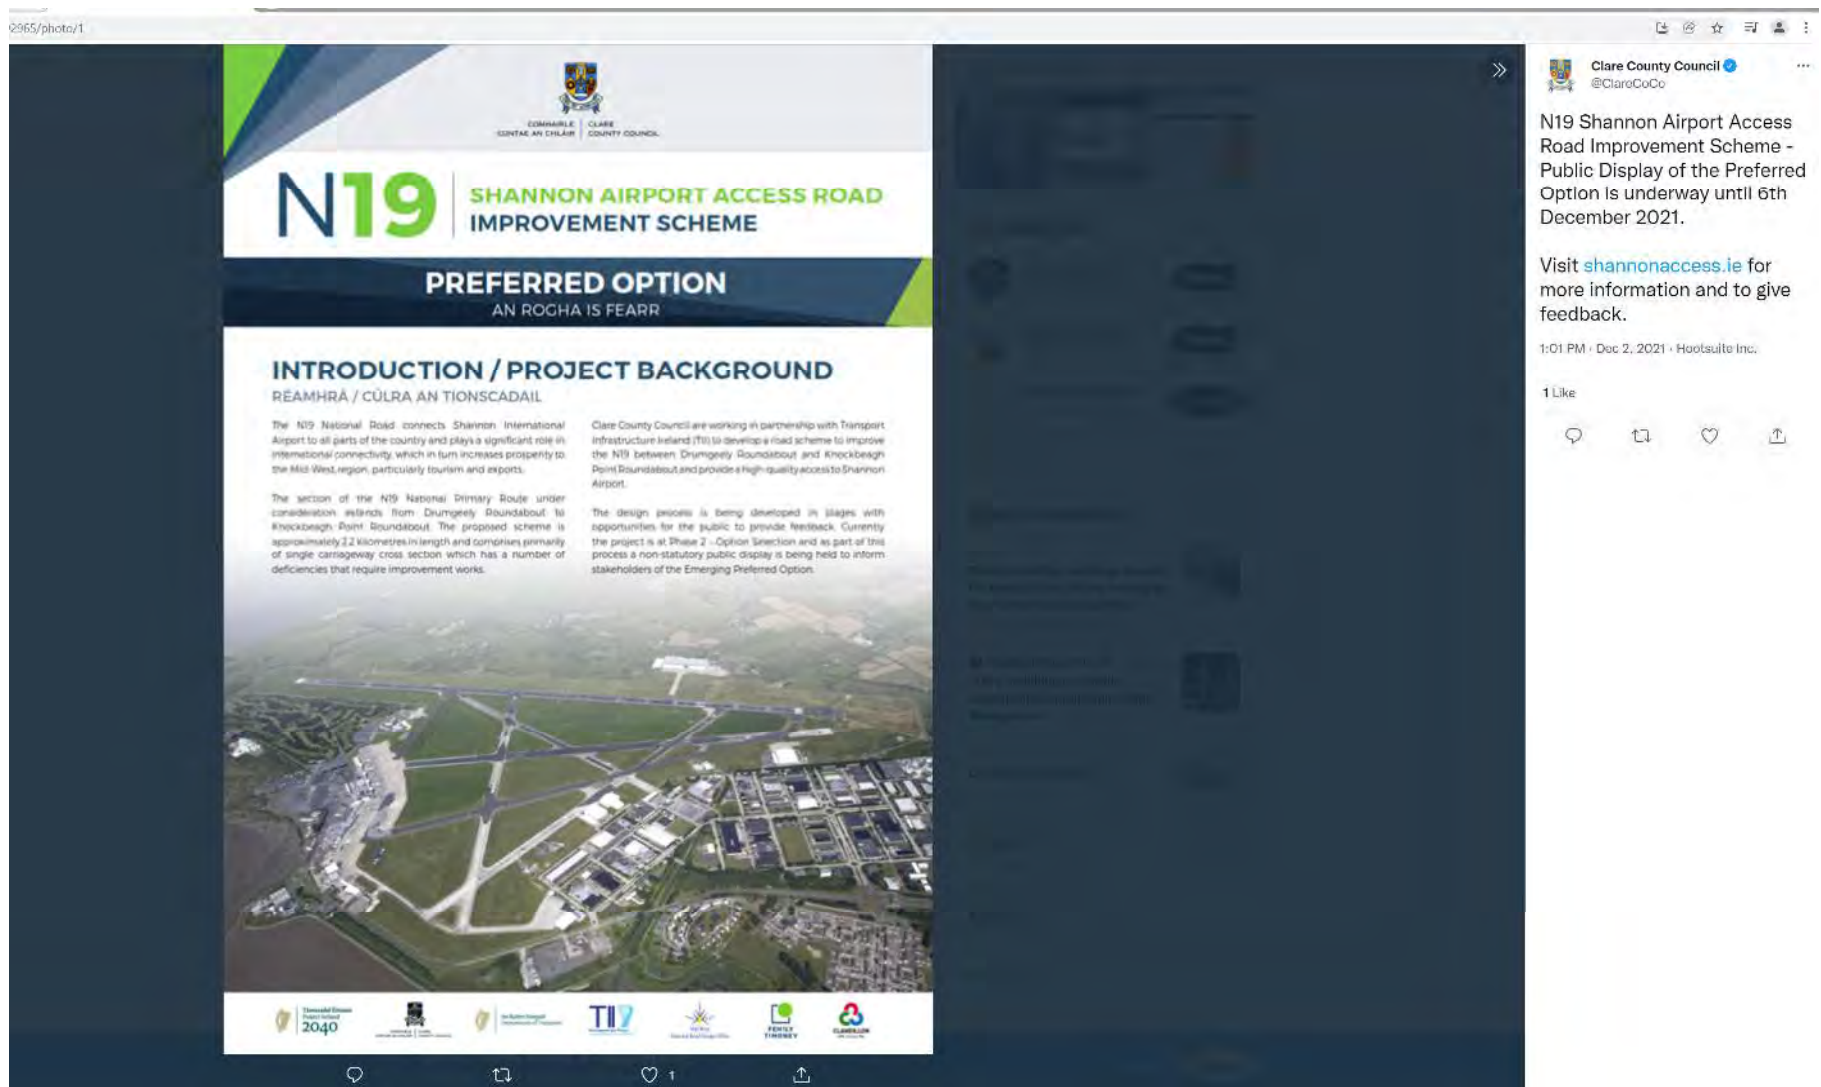 2965/photo/1
COMHAIRLE CONTAE AN CHLÁIR
CLARE COUNTY COUNCIL
N19
SHANNON AIRPORT ACCESS ROAD
IMPROVEMENT SCHEME
PREFERRED OPTION
AN ROGHA IS FEARR
INTRODUCTION / PROJECT BACKGROUND
RÉAMHRÁ / CÚLRA AN TIONSCADAIL
The N19 National Road connects Shannon International
Airport to all parts of the country and plays a significant role in
international connectivity, which in turn increases prosperity to
the Mid-West region, particularly tourism and exports.
The section of the N19 National Primary Route under
consideration extends from Drumgeely Roundabout to
Knockbeagh Point Roundabout. The proposed scheme is
approximately 2.2 kilometres in length and comprises primarily
of single carriageway cross section which has a number of
deficiencies that require improvement works.
Clare County Council are working in partnership with Transport
Infrastructure Ireland (TII) to develop a road scheme to improve
the N19 between Drumgeely Roundabout and Knockbeagh
Point Roundabout and provide a high-quality access to Shannon
Airport.
The design process is being developed in stages with
opportunities for the public to provide feedback. Currently
the project is at Phase 2 - Option Selection and as part of this
process a non-statutory public display is being held to inform
stakeholders of the Emerging Preferred Option.
Project Ireland
2040
TII
FEHILY
TIMONEY
CLANDILLON
1
Clare County Council
@ClareCoCo
N19 Shannon Airport Access
Road Improvement Scheme -
Public Display of the Preferred
Option is underway until 6th
December 2021.
Visit shannonaccess.ie for
more information and to give
feedback.
1:01 PM · Dec 2, 2021 · Hootsuite Inc.
1 Like